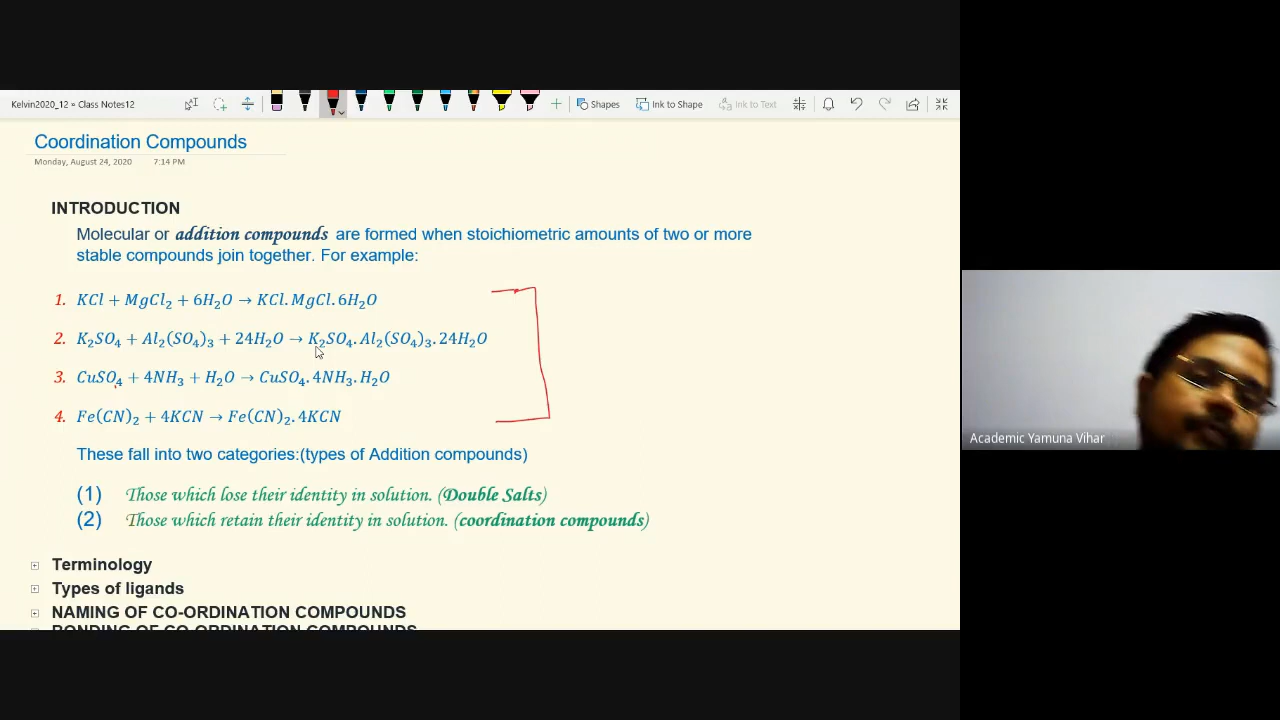 Kelvin2020_12 » Class Notes12
Shapes Ink to Shape Ink to Text
Coordination Compounds
Monday, August 24, 2020 7:14 PM
INTRODUCTION
Molecular or addition compounds are formed when stoichiometric amounts of two or more
stable compounds join together. For example:
1. KCl + MgCl₂ + 6H₂O → KCl.MgCl.6H₂O
2. K₂SO₄ + Al₂(SO₄)₃ + 24H₂O → K₂SO₄.Al₂(SO₄)₃.24H₂O
3. CuSO₄ + 4NH₃ + H₂O → CuSO₄.4NH₃.H₂O
4. Fe(CN)₂ + 4KCN → Fe(CN)₂.4KCN
These fall into two categories:(types of Addition compounds)
(1) Those which lose their identity in solution. (Double Salts)
(2) Those which retain their identity in solution. (coordination compounds)
Terminology
Types of ligands
NAMING OF CO-ORDINATION COMPOUNDS
BONDING OF CO-ORDINATION COMPOUNDS
Academic Yamuna Vihar